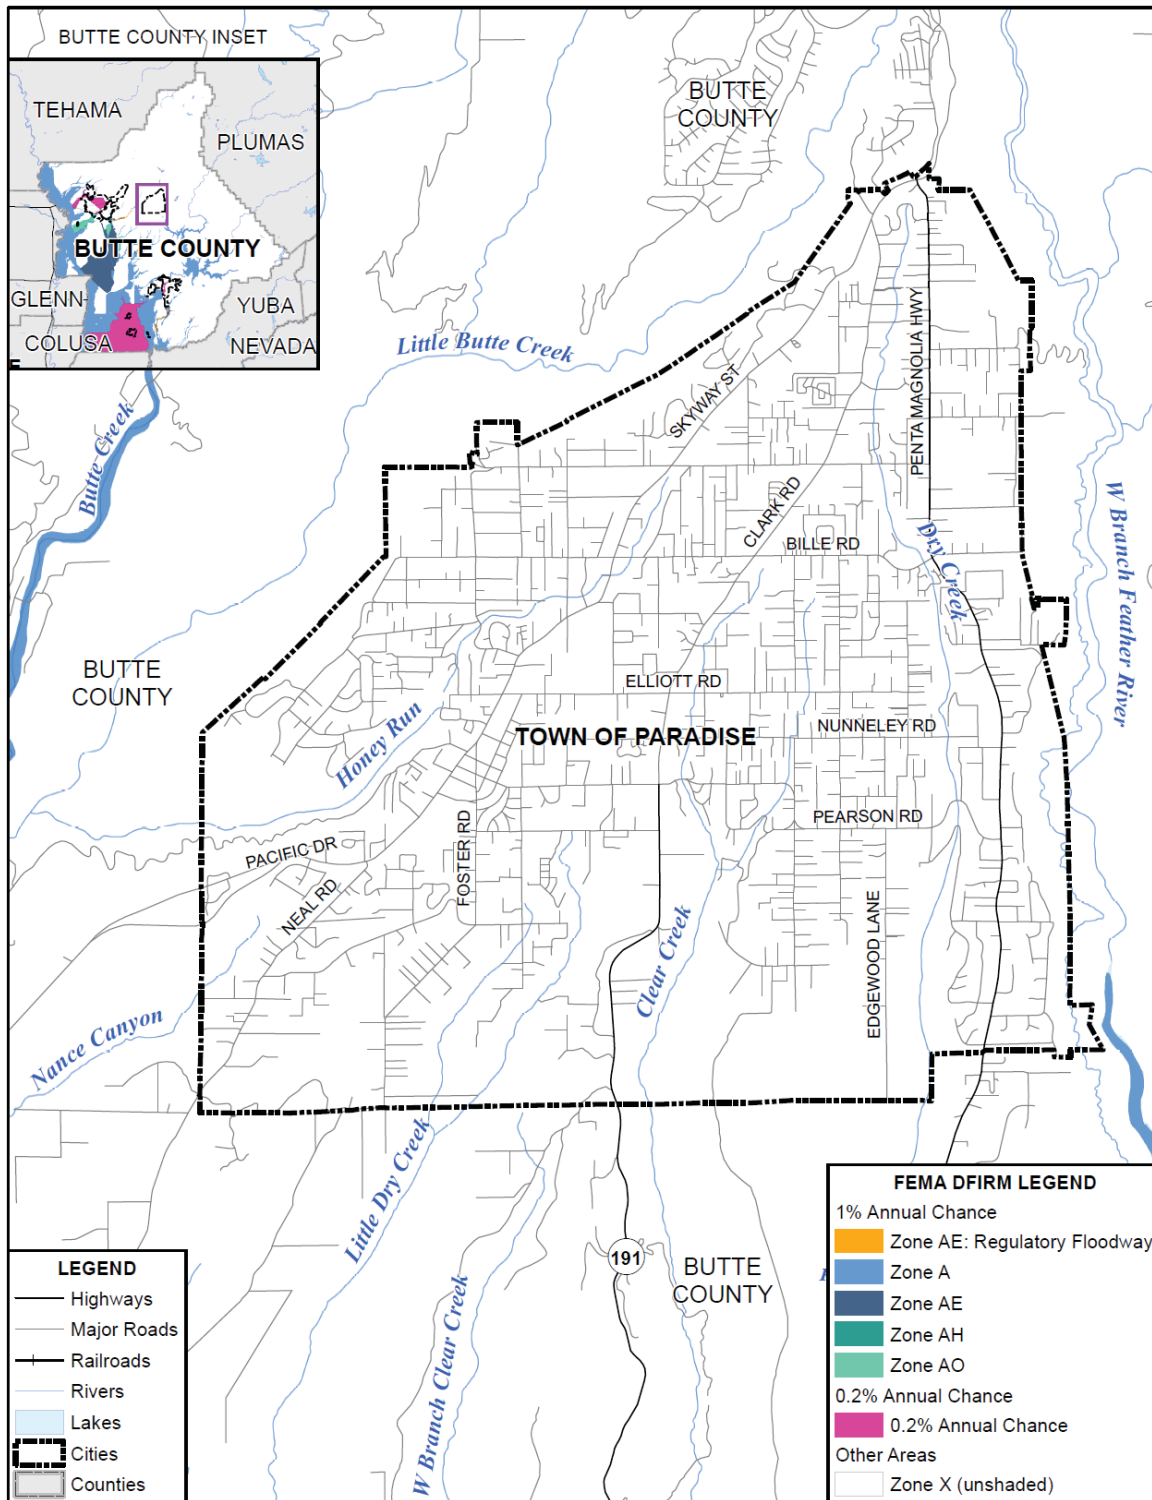 BUTTE COUNTY INSET
TEHAMA
PLUMAS
BUTTE COUNTY
GLENN
COLUSA
YUBA
NEVADA
BUTTE
COUNTY
Little Butte Creek
Butte Creek
SKYWAY ST
PENTA MAGNOLIA HWY
CLARK RD
BILLE RD
Dry Creek
W Branch Feather River
BUTTE
COUNTY
ELLIOTT RD
Honey Run
TOWN OF PARADISE
NUNNELEY RD
PEARSON RD
PACIFIC DR
NEAL RD
FOSTER RD
EDGEWOOD LANE
Clear Creek
Nance Canyon
Little Dry Creek
W Branch Clear Creek
191
BUTTE
COUNTY
LEGEND
Highways
Major Roads
Railroads
Rivers
Lakes
Cities
Counties
FEMA DFIRM LEGEND
1% Annual Chance
Zone AE: Regulatory Floodway
Zone A
Zone AE
Zone AH
Zone AO
0.2% Annual Chance
0.2% Annual Chance
Other Areas
Zone X (unshaded)